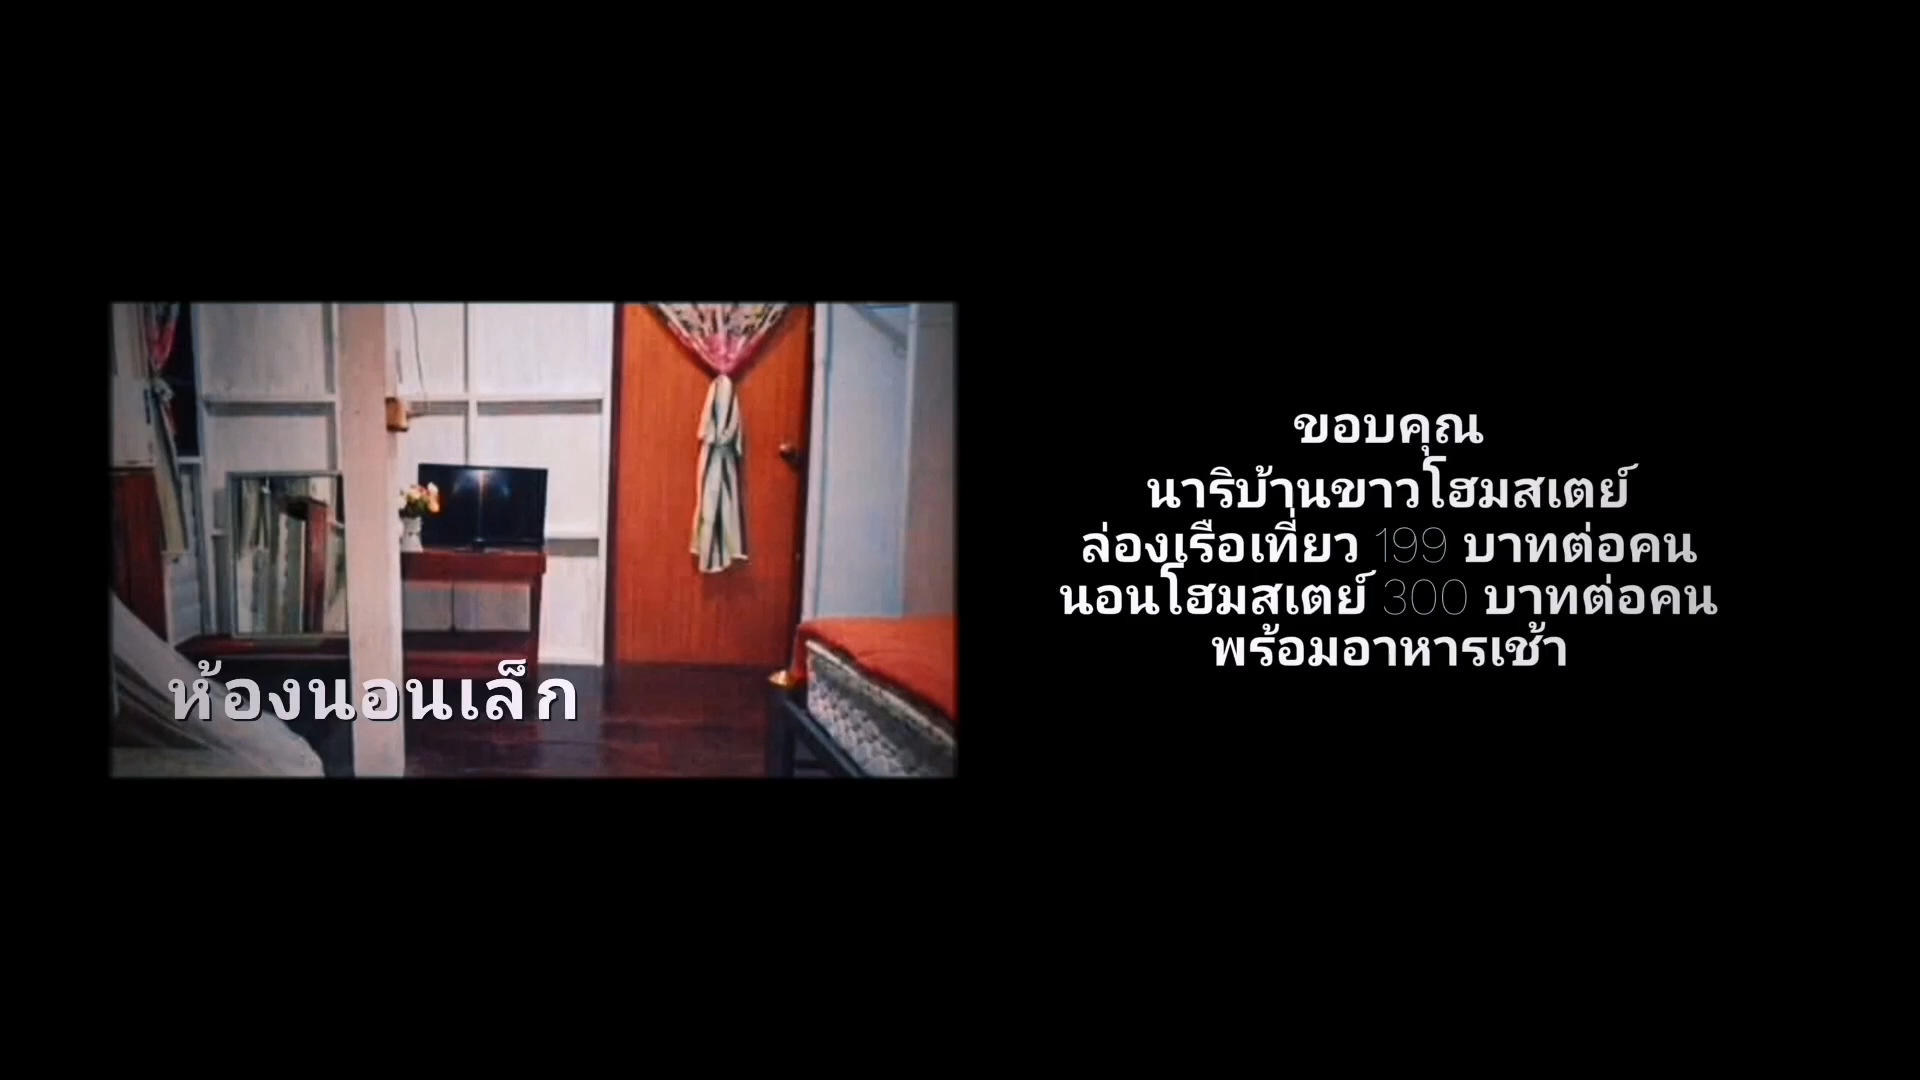 ห้องนอนเล็ก
ขอบคุณ
นาริบ้านขาวโฮมสเตย์
ล่องเรือเที่ยว 199 บาทต่อคน
นอนโฮมสเตย์ 300 บาทต่อคน
พร้อมอาหารเช้า